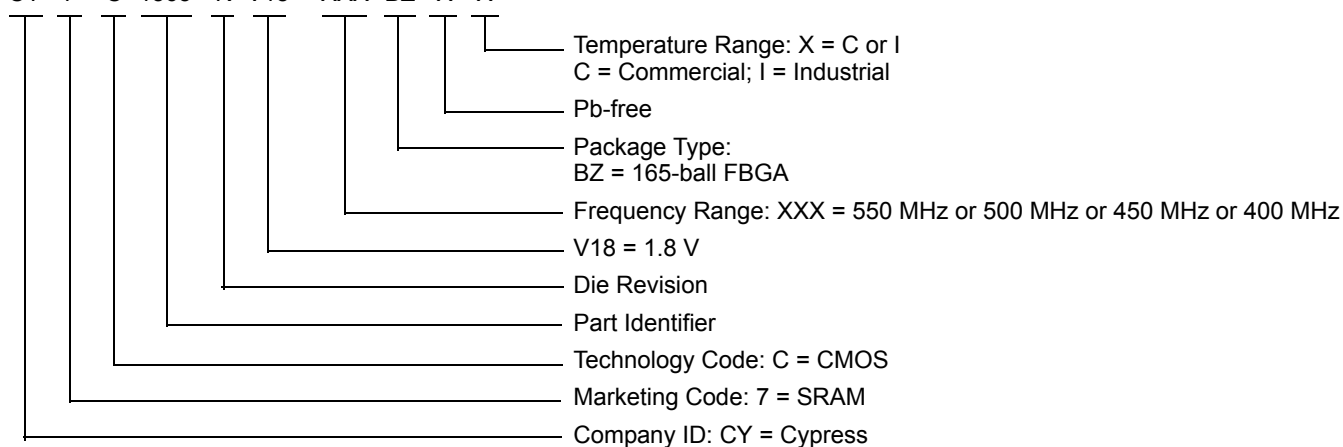 Temperature Range: X = C or I
C = Commercial; I = Industrial
Pb-free
Package Type:
BZ = 165-ball FBGA
Frequency Range: XXX = 550 MHz or 500 MHz or 450 MHz or 400 MHz
V18 = 1.8 V
Die Revision
Part Identifier
Technology Code: C = CMOS
Marketing Code: 7 = SRAM
Company ID: CY = Cypress